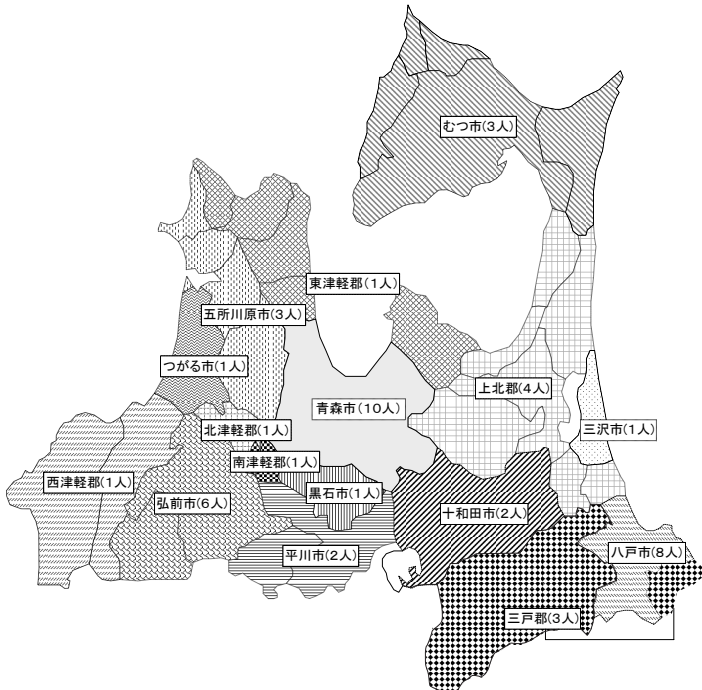 むつ市(3人)
東津軽郡(1人)
五所川原市(3人)
つがる市(1人)
上北郡(4人)
青森市(10人)
北津軽郡(1人)
三沢市(1人)
南津軽郡(1人)
西津軽郡(1人)
黒石市(1人)
弘前市(6人)
十和田市(2人)
平川市(2人)
八戸市(8人)
三戸郡(3人)